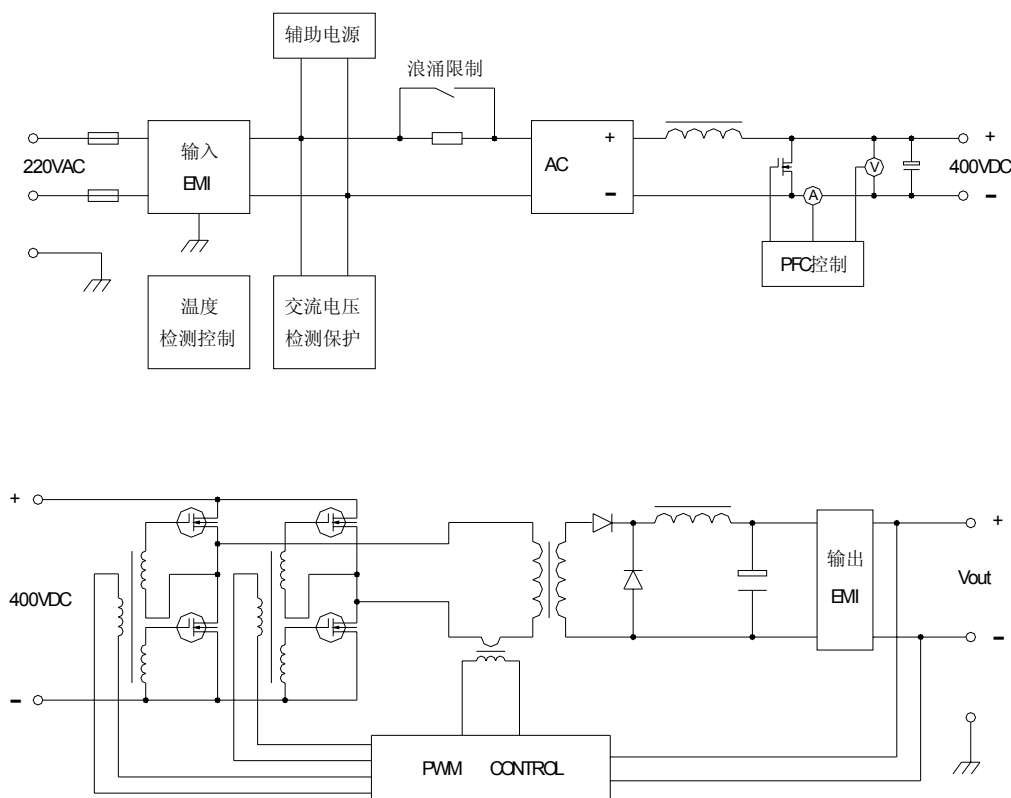 辅助电源
浪涌限制
220VAC
输入
EMI
AC
+
-
V
A
+
400VDC
-
PFC控制
温度
检测控制
交流电压
检测保护
+
400VDC
-
输出
EMI
+
Vout
-
PWM CONTROL